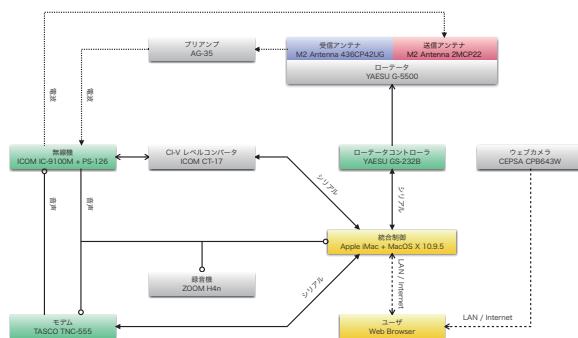 プリアンプ
AG-35
受信アンテナ
M2 Antenna 436CP42UG
送信アンテナ
M2 Antenna 2MCP22
ローテータ
YAESU G-5500
電波
電波
無線機
ICOM IC-9100M + PS-126
CI-V レベルコンバータ
ICOM CT-17
ローテータコントローラ
YAESU GS-232B
ウェブカメラ
CEPSA CPB643W
音声
音声
シリアル
シリアル
統合制御
Apple iMac + MacOS X 10.9.5
録音機
ZOOM H4n
シリアル
LAN / Internet
モデム
TASCO TNC-555
ユーザ
Web Browser
LAN / Internet